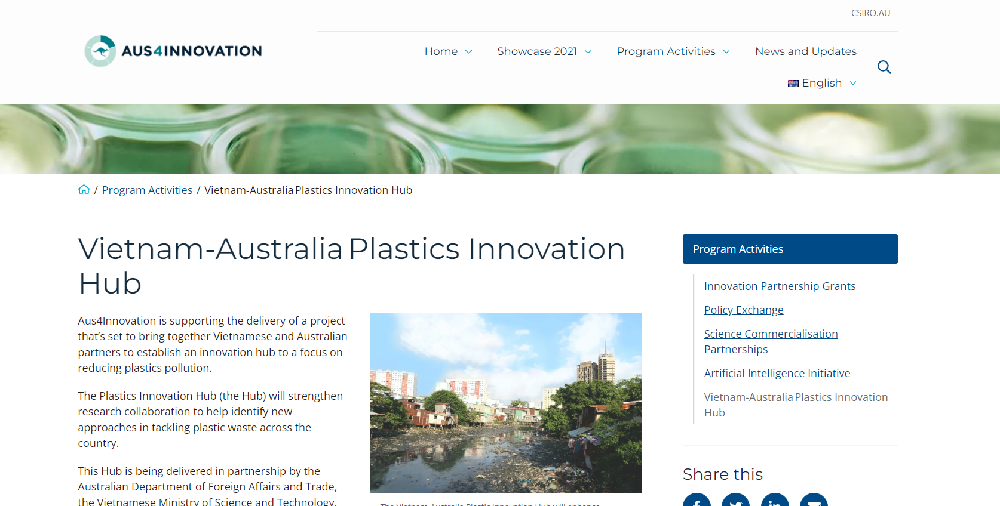 CSIRO.AU
AUS4INNOVATION
Home
Showcase 2021
Program Activities
News and Updates
English
/ Program Activities / Vietnam-Australia Plastics Innovation Hub
Vietnam-Australia Plastics Innovation
Hub
Aus4Innovation is supporting the delivery of a project
that’s set to bring together Vietnamese and Australian
partners to establish an innovation hub to a focus on
reducing plastics pollution.
The Plastics Innovation Hub (the Hub) will strengthen
research collaboration to help identify new
approaches in tackling plastic waste across the
country.
This Hub is being delivered in partnership by the
Australian Department of Foreign Affairs and Trade,
the Vietnamese Ministry of Science and Technology,
The Vietnam-Australia Plastic Innovation Hub will enhance
Program Activities
Innovation Partnership Grants
Policy Exchange
Science Commercialisation
Partnerships
Artificial Intelligence Initiative
Vietnam-Australia Plastics Innovation
Hub
Share this